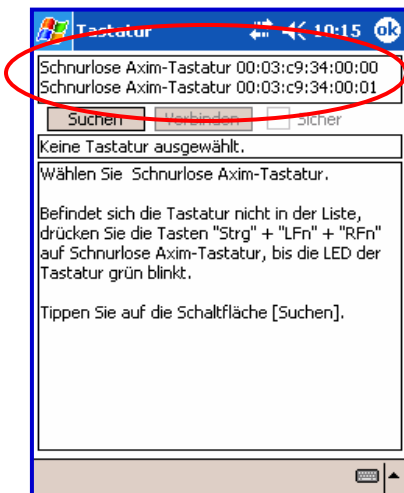 Tastatur 10:15 ok
Schnurlose Axim-Tastatur 00:03:c9:34:00:00
Schnurlose Axim-Tastatur 00:03:c9:34:00:01
Suchen Verbinden Sicher
Keine Tastatur ausgewählt.
Wählen Sie Schnurlose Axim-Tastatur.
Befindet sich die Tastatur nicht in der Liste,
drücken Sie die Tasten "Strg" + "LFn" + "RFn"
auf Schnurlose Axim-Tastatur, bis die LED der
Tastatur grün blinkt.
Tippen Sie auf die Schaltfläche [Suchen].